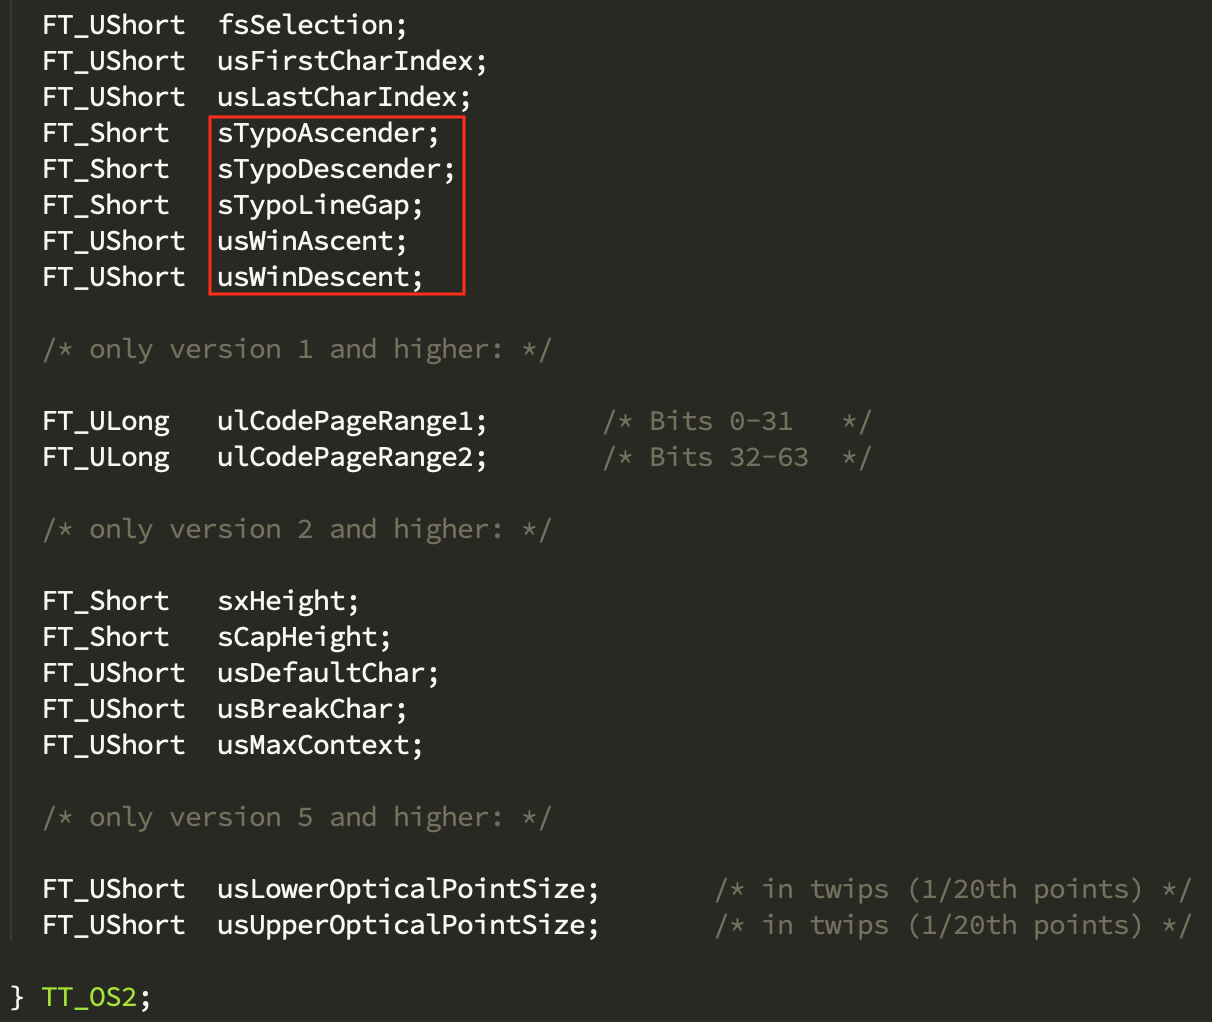 FT_UShort  fsSelection;
FT_UShort  usFirstCharIndex;
FT_UShort  usLastCharIndex;
FT_Short   sTypoAscender;
FT_Short   sTypoDescender;
FT_Short   sTypoLineGap;
FT_UShort  usWinAscent;
FT_UShort  usWinDescent;
/* only version 1 and higher: */
FT_ULong   ulCodePageRange1;       /* Bits 0-31   */
FT_ULong   ulCodePageRange2;       /* Bits 32-63  */
/* only version 2 and higher: */
FT_Short   sxHeight;
FT_Short   sCapHeight;
FT_UShort  usDefaultChar;
FT_UShort  usBreakChar;
FT_UShort  usMaxContext;
/* only version 5 and higher: */
FT_UShort  usLowerOpticalPointSize;       /* in twips (1/20th points) */
FT_UShort  usUpperOpticalPointSize;       /* in twips (1/20th points) */
} TT_OS2;